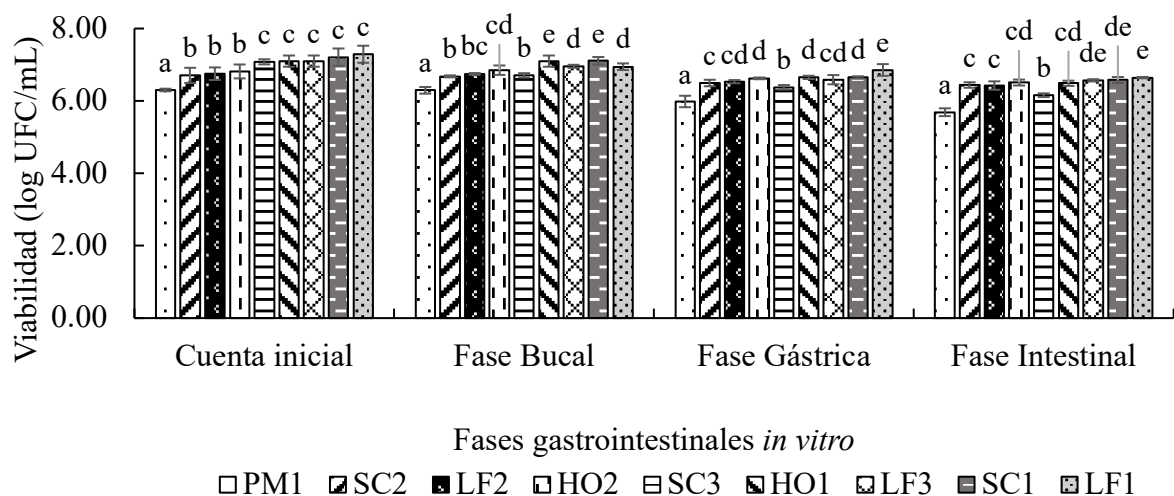 Viabilidad (log UFC/mL)
8.00
6.00
4.00
2.00
0.00
a b b b c c c c c
a b bc cd b e d e d
a c cd d b d cd d e
a c c cd b cd de de e
Cuenta inicial Fase Bucal Fase Gástrica Fase Intestinal
Fases gastrointestinales in vitro
PM1 SC2 LF2 HO2 SC3 HO1 LF3 SC1 LF1